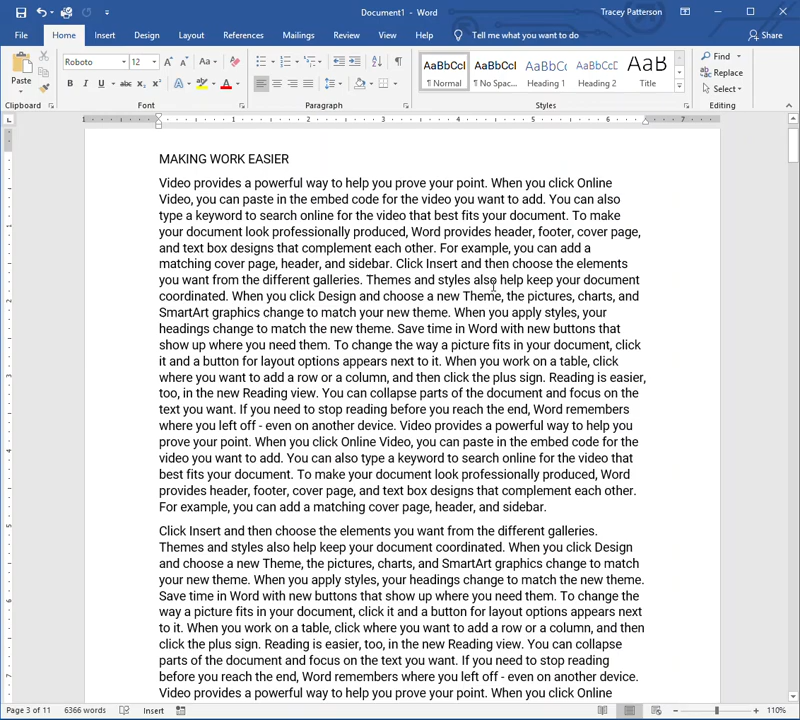 Document1 - Word
Tracey Patterson
File Home Insert Design Layout References Mailings Review View Help Tell me what you want to do Share
Paste
Clipboard
Roboto 12
Font
Paragraph
AaBbCcI AaBbCcI AaBbC( AaBbCcC AaB
¶ Normal ¶ No Spac... Heading 1 Heading 2 Title
Styles
Find
Replace
Select
Editing
1 1 2 3 4 5 6 7
MAKING WORK EASIER
Video provides a powerful way to help you prove your point. When you click Online
Video, you can paste in the embed code for the video you want to add. You can also
type a keyword to search online for the video that best fits your document. To make
your document look professionally produced, Word provides header, footer, cover page,
and text box designs that complement each other. For example, you can add a
matching cover page, header, and sidebar. Click Insert and then choose the elements
you want from the different galleries. Themes and styles also help keep your document
coordinated. When you click Design and choose a new Theme, the pictures, charts, and
SmartArt graphics change to match your new theme. When you apply styles, your
headings change to match the new theme. Save time in Word with new buttons that
show up where you need them. To change the way a picture fits in your document, click
it and a button for layout options appears next to it. When you work on a table, click
where you want to add a row or a column, and then click the plus sign. Reading is easier,
too, in the new Reading view. You can collapse parts of the document and focus on the
text you want. If you need to stop reading before you reach the end, Word remembers
where you left off - even on another device. Video provides a powerful way to help you
prove your point. When you click Online Video, you can paste in the embed code for the
video you want to add. You can also type a keyword to search online for the video that
best fits your document. To make your document look professionally produced, Word
provides header, footer, cover page, and text box designs that complement each other.
For example, you can add a matching cover page, header, and sidebar.
Click Insert and then choose the elements you want from the different galleries.
Themes and styles also help keep your document coordinated. When you click Design
and choose a new Theme, the pictures, charts, and SmartArt graphics change to match
your new theme. When you apply styles, your headings change to match the new theme.
Save time in Word with new buttons that show up where you need them. To change the
way a picture fits in your document, click it and a button for layout options appears next
to it. When you work on a table, click where you want to add a row or a column, and then
click the plus sign. Reading is easier, too, in the new Reading view. You can collapse
parts of the document and focus on the text you want. If you need to stop reading
before you reach the end, Word remembers where you left off - even on another device.
Video provides a powerful way to help you prove your point. When you click Online
Page 3 of 11 6366 words Insert 110%